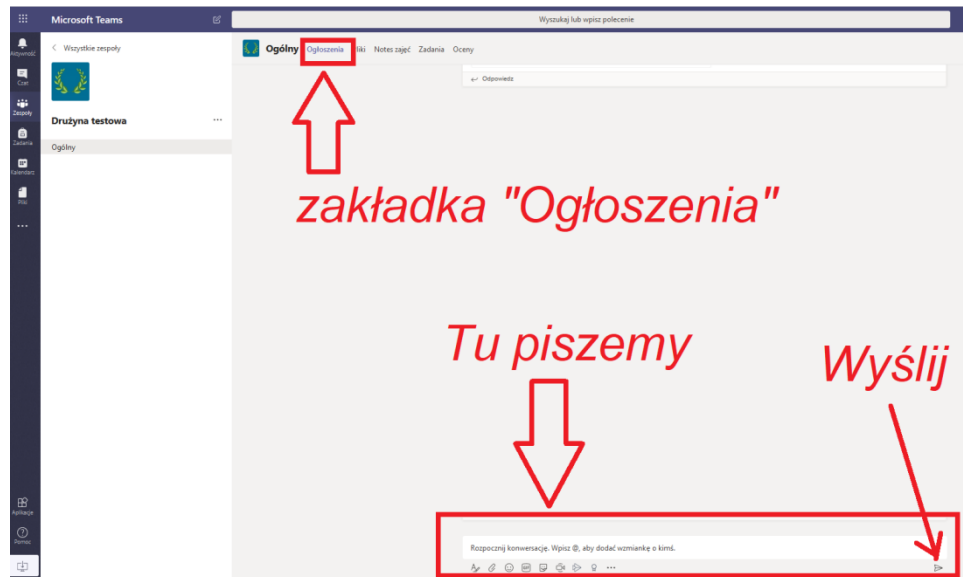 Microsoft Teams
Wyszukaj lub wpisz polecenie
Aktywność
Czat
Zespoły
Zadania
Kalendarz
Pliki
Aplikacje
Pomoc
Wszystkie zespoły
Drużyna testowa
Ogólny
Ogólny Ogłoszenia liki Notes zajęć Zadania Oceny
Odpowiedz
zakładka "Ogłoszenia"
Tu piszemy
Wyślij
Rozpocznij konwersację. Wpisz @, aby dodać wzmiankę o kimś.
GIF